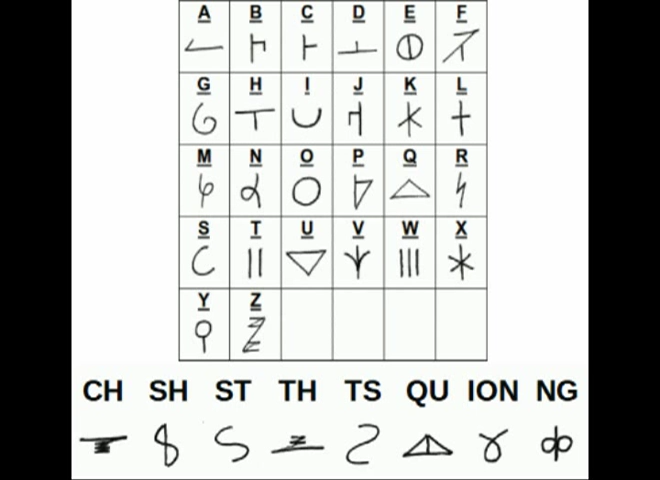 A B C D E F
G H I J K L
M N O P Q R
S T U V W X
Y Z
CH SH ST TH TS QU ION NG